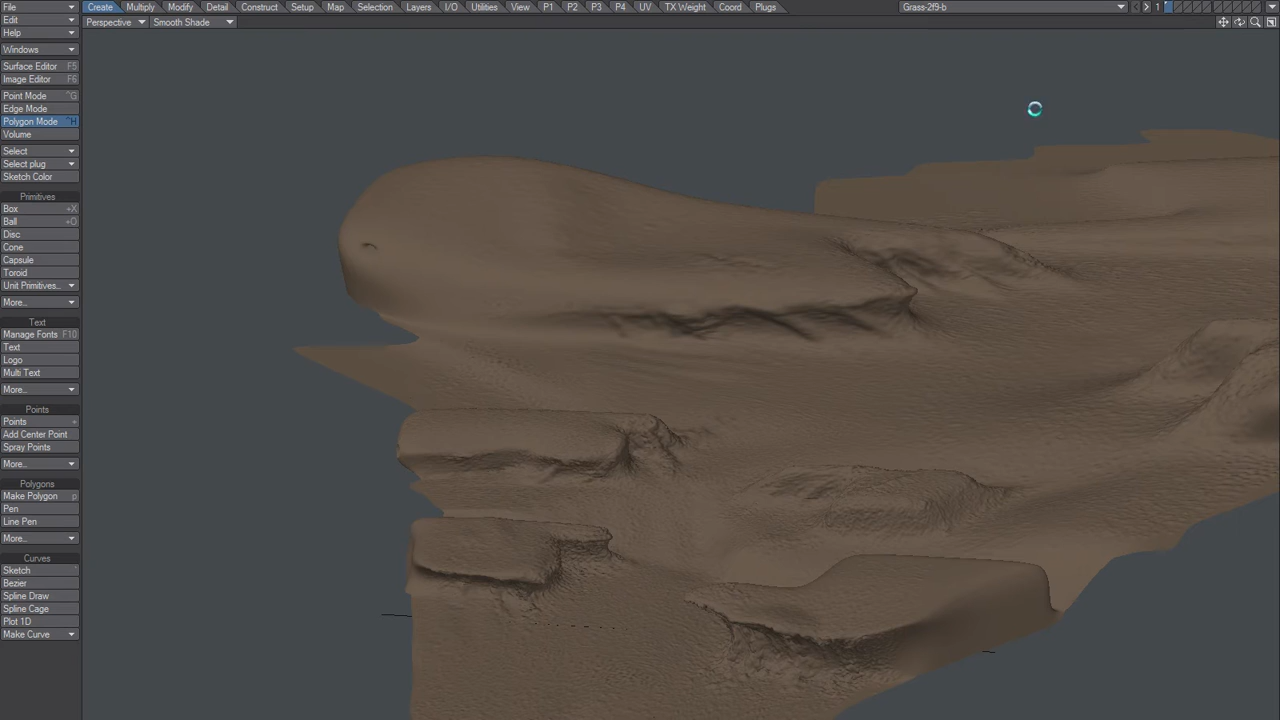 File
Create Multiply Modify Detail Construct Setup Map Selection Layers I/O Utilities View P1 P2 P3 P4 UV TX Weight Coord Plugs Grass-2f9-b 1
Edit
Perspective Smooth Shade
Help
Windows
Surface Editor F5
Image Editor F6
Point Mode ^G
Edge Mode
Polygon Mode ^H
Volume
Select
Select plug
Sketch Color
Primitives
Box +X
Ball +O
Disc
Cone
Capsule
Toroid
Unit Primitives...
More...
Text
Manage Fonts F10
Text
Logo
Multi Text
More...
Points
Points +
Add Center Point
Spray Points
More...
Polygons
Make Polygon p
Pen
Line Pen
More...
Curves
Sketch '
Bezier
Spline Draw
Spline Cage
Plot 1D
Make Curve